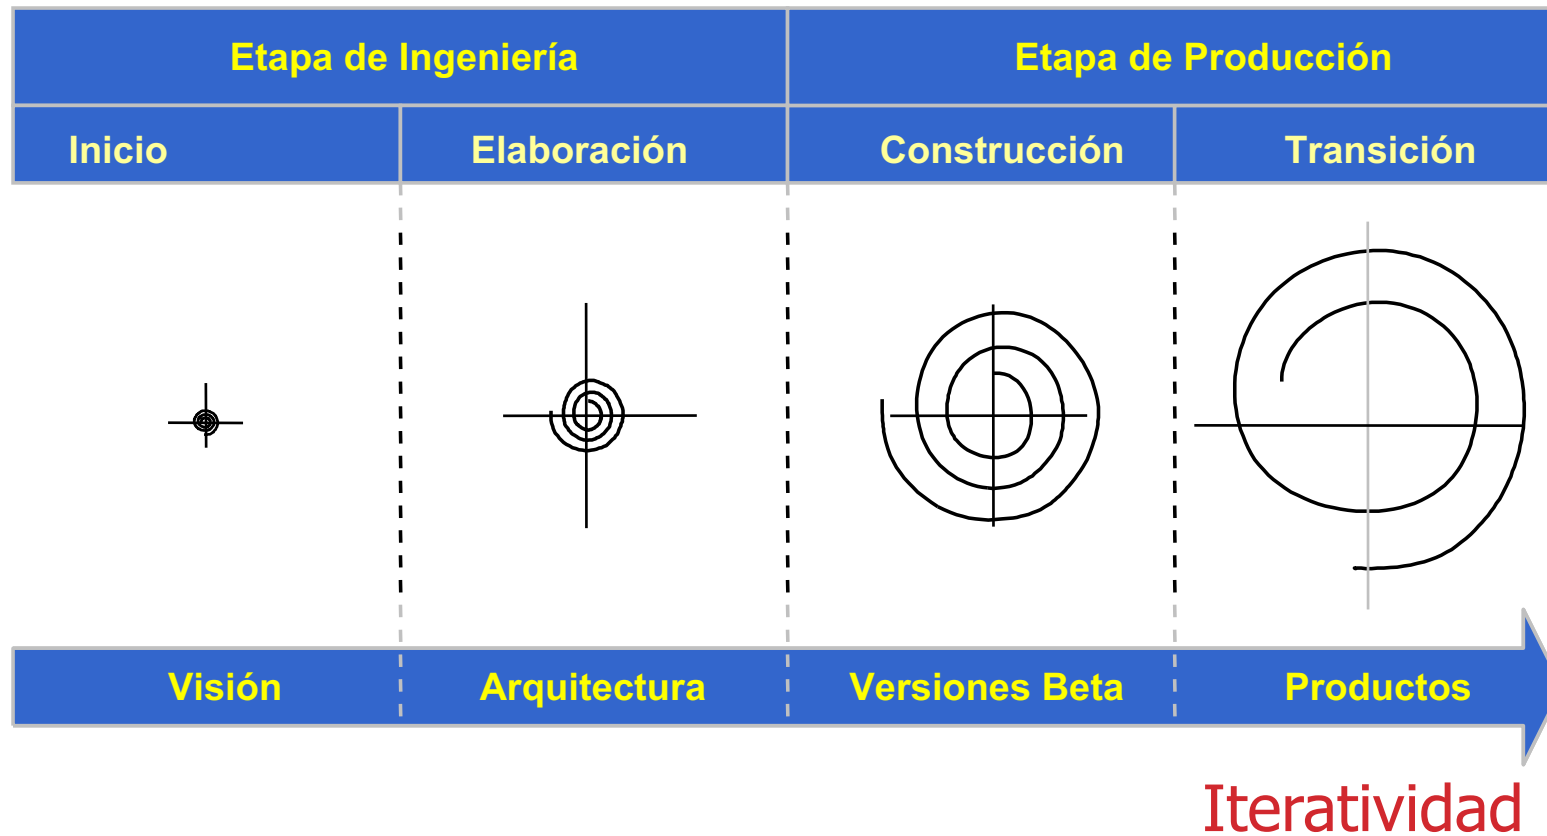 Etapa de Ingeniería
Etapa de Producción
Inicio
Elaboración
Construcción
Transición
Visión
Arquitectura
Versiones Beta
Productos
Iteratividad